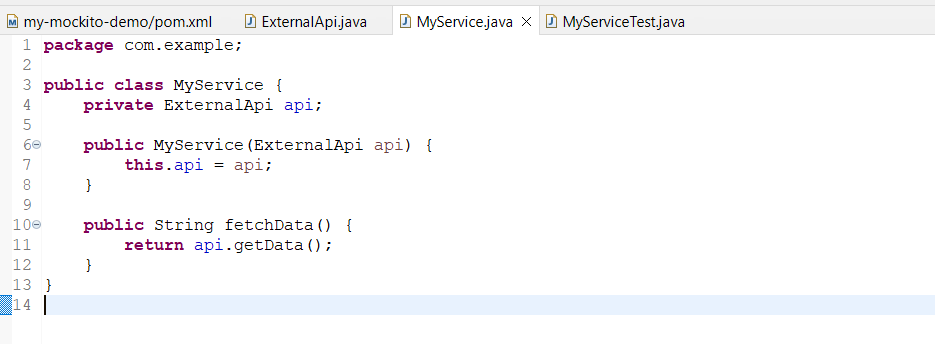 my-mockito-demo/pom.xml ExternalApi.java MyService.java MyServiceTest.java
1 package com.example;
2
3 public class MyService {
4     private ExternalApi api;
5
6     public MyService(ExternalApi api) {
7         this.api = api;
8     }
9
10     public String fetchData() {
11         return api.getData();
12     }
13 }
14